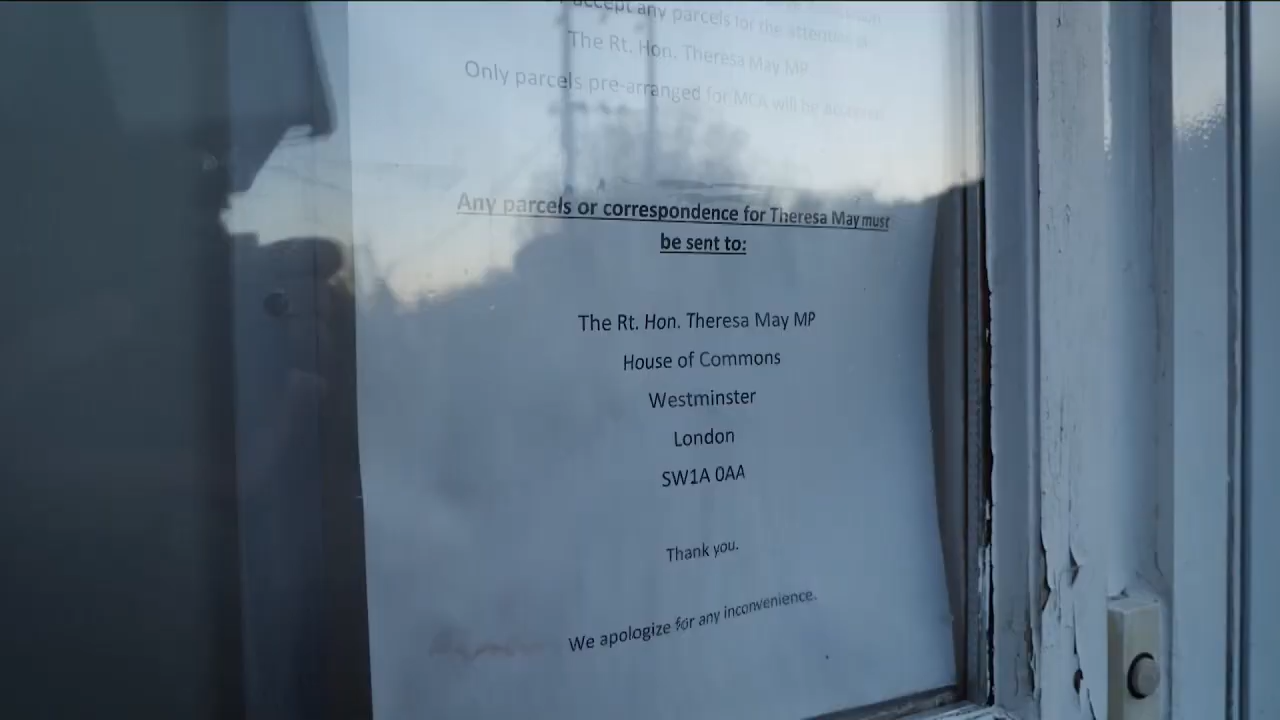 accept any parcels for the attention of
The Rt. Hon. Theresa May MP
Only parcels pre-arranged for MCA will be accepted
Any parcels or correspondence for Theresa May must
be sent to:
The Rt. Hon. Theresa May MP
House of Commons
Westminster
London
SW1A 0AA
Thank you.
We apologize for any inconvenience.